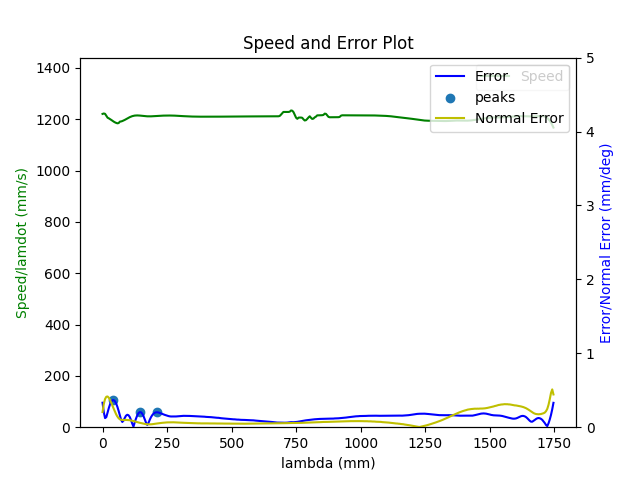 Speed and Error Plot
Speed/lamdot (mm/s)
1400
1200
1000
800
600
400
200
0
0
250
500
750
1000
1250
1500
1750
lambda (mm)
5
4
3
2
1
0
Error/Normal Error (mm/deg)
Speed
Error
peaks
Normal Error